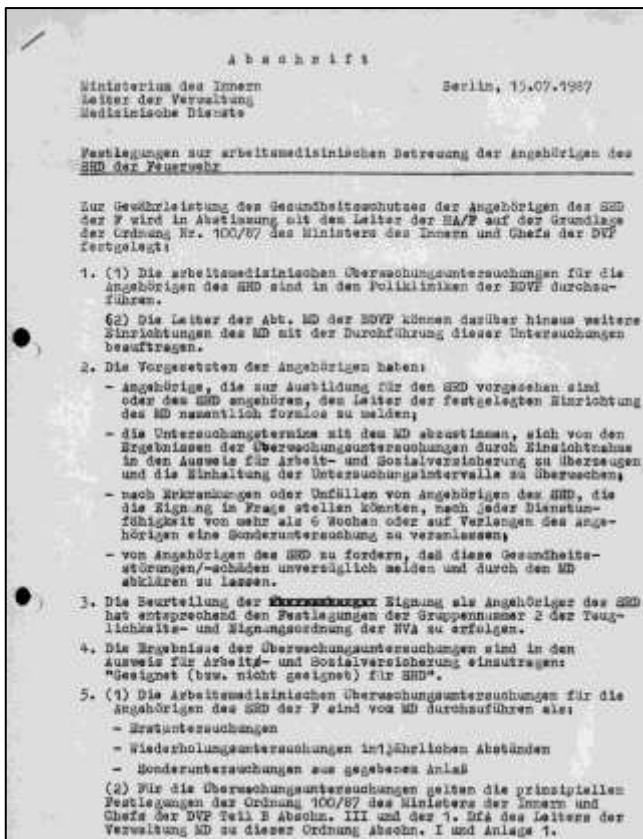 Abschrift
Ministerium des Innern Berlin, 15.07.1987
Leiter der Verwaltung
Medizinische Dienste
Festlegungen zur arbeitsmedizinischen Betreuung der Angehörigen des
SHD der Feuerwehr
Zur Gewährleistung des Gesundheitsschutzes der Angehörigen des SHD
der F wird in Abstimmung mit dem Leiter der HA/F auf der Grundlage
der Ordnung Nr. 100/87 des Ministers des Innern und Chefs der DVP
festgelegt:
1. (1) Die arbeitsmedizinischen Überwachungsuntersuchungen für die
Angehörigen des SHD sind in den Polikliniken der BDVP durchzu-
führen.
(2) Die Leiter der Abt. MD der BDVP können darüber hinaus weitere
Einrichtungen des MD mit der Durchführung dieser Untersuchungen
beauftragen.
2. Die Vorgesetzten der Angehörigen haben:
- Angehörige, die zur Ausbildung für den SHD vorgesehen sind
oder dem SHD angehören, dem Leiter der festgelegten Einrichtung
des MD namentlich formlos zu melden;
- die Untersuchungstermine mit dem MD abzustimmen, sich von den
Ergebnissen der Überwachungsuntersuchungen durch Einsichtnahme
in den Ausweis für Arbeit- und Sozialversicherung zu überzeugen
und die Einhaltung der Untersuchungsintervalle zu überwachen;
- nach Erkrankungen oder Unfällen von Angehörigen des SHD, die
die Eignung in Frage stellen könnten, nach jeder Dienstun-
fähigkeit von mehr als 6 Wochen oder auf Verlangen des Ange-
hörigen eine Sonderuntersuchung zu veranlassen;
- von Angehörigen des SHD zu fordern, daß diese Gesundheits-
störungen/-schäden unverzüglich melden und durch den MD
abklären zu lassen.
3. Die Beurteilung der Eignung als Angehöriger des SHD
hat entsprechend den Festlegungen der Gruppennummer 2 der Taug-
lichkeits- und Eignungsordnung der NVA zu erfolgen.
4. Die Ergebnisse der Überwachungsuntersuchungen sind in den
Ausweis für Arbeit- und Sozialversicherung einzutragen:
"Geeignet (bzw. nicht geeignet) für SHD".
5. (1) Die Arbeitsmedizinischen Überwachungsuntersuchungen für die
Angehörigen des SHD der F sind vom MD durchzuführen als:
- Erstuntersuchungen
- Wiederholungsuntersuchungen in 1jährlichen Abständen
- Sonderuntersuchungen aus gegebenem Anlaß
(2) Für die Überwachungsuntersuchungen gelten die prinzipiellen
Festlegungen der Ordnung 100/87 des Ministers der Innern und
Chefs der DVP Teil B Abschn. III und der 1. DfA des Leiters der
Verwaltung MD zu dieser Ordnung Abschn. I und Anlage 1.